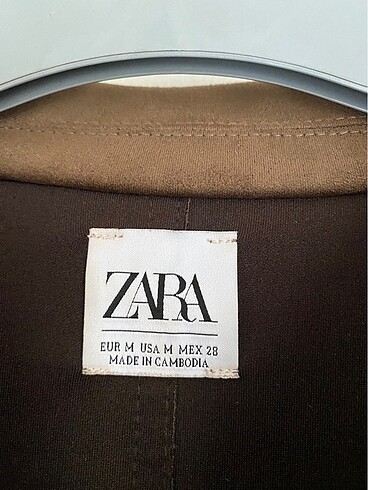 ZARA
EUR M USA M MEX 28
MADE IN CAMBODIA